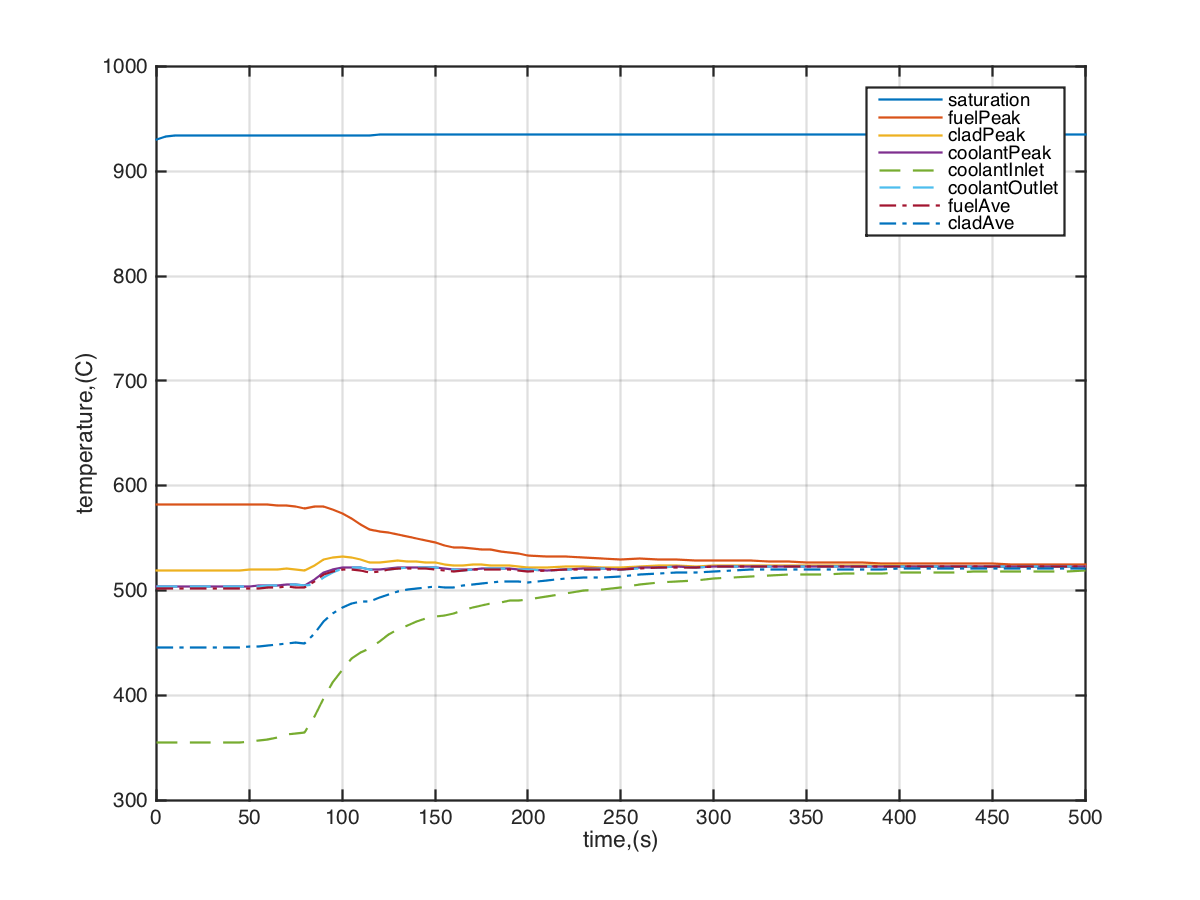 1000
900
800
700
600
500
400
300
temperature,(C)
saturation
fuelPeak
cladPeak
coolantPeak
coolantInlet
coolantOutlet
fuelAve
cladAve
0 50 100 150 200 250 300 350 400 450 500
time,(s)